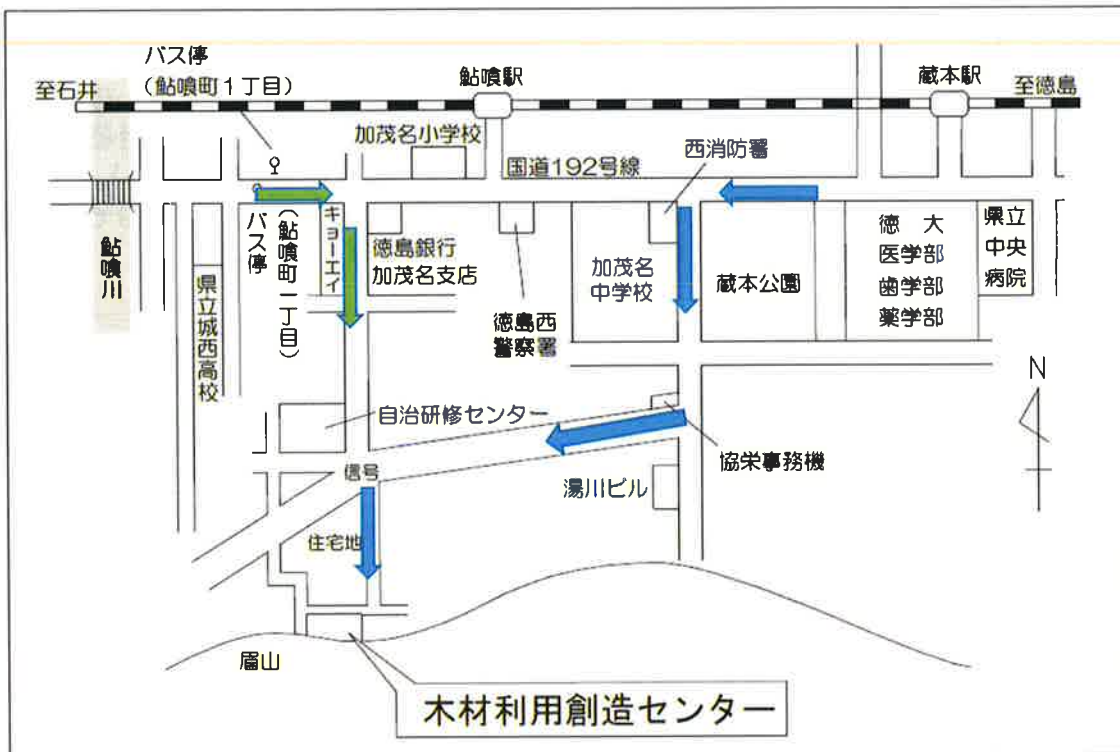 バス停
(鮎喰町1丁目)
鮎喰駅
蔵本駅
至石井
至徳島
加茂名小学校
西消防署
国道192号線
鮎喰川
県立城西高校
バス停
(鮎喰町一丁目)
キョーエイ
徳島銀行
加茂名支店
徳島西
警察署
加茂名
中学校
蔵本公園
徳大
医学部
歯学部
薬学部
県立
中央
病院
N
自治研修センター
協栄事務機
信号
湯川ビル
住宅地
眉山
木材利用創造センター